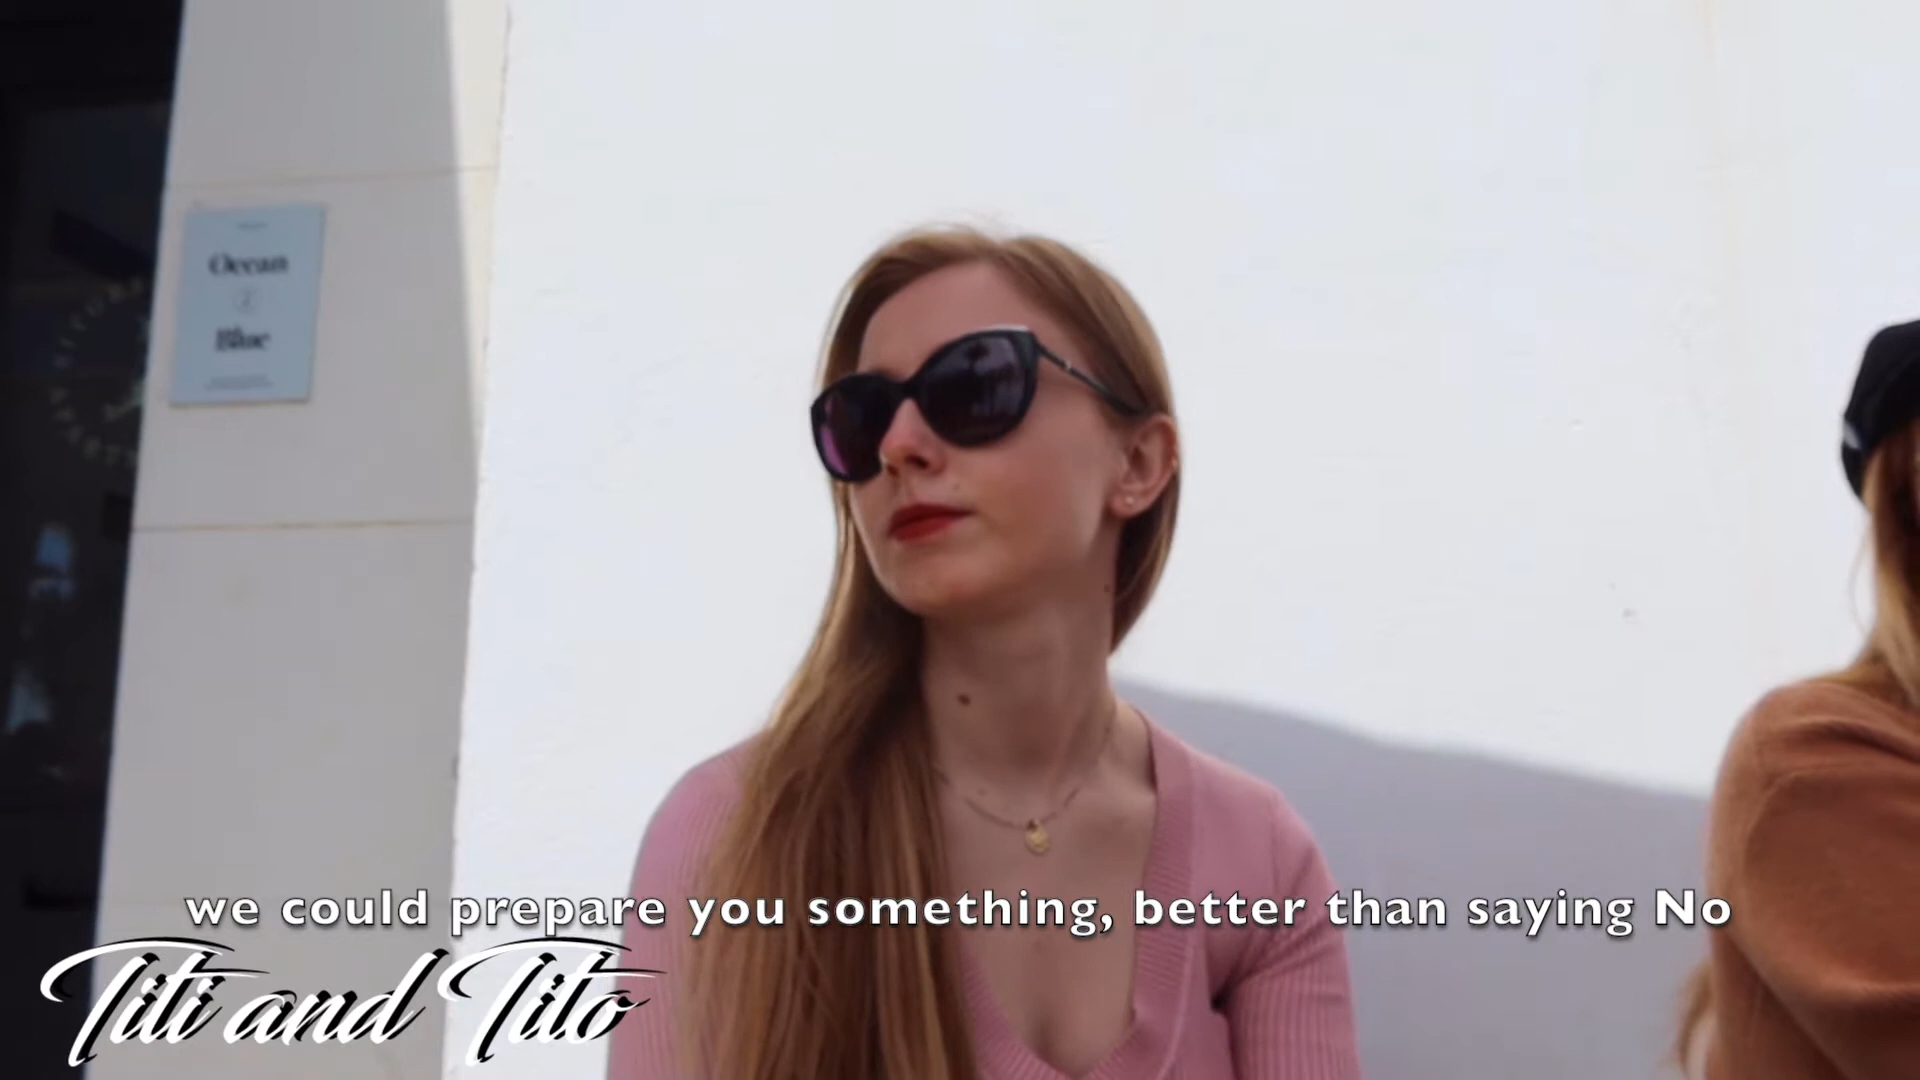 Ocean
Blue
we could prepare you something, better than saying No
Titi and Tito